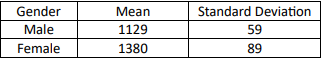 Gender Mean Standard Deviation
Male 1129 59
Female 1380 89